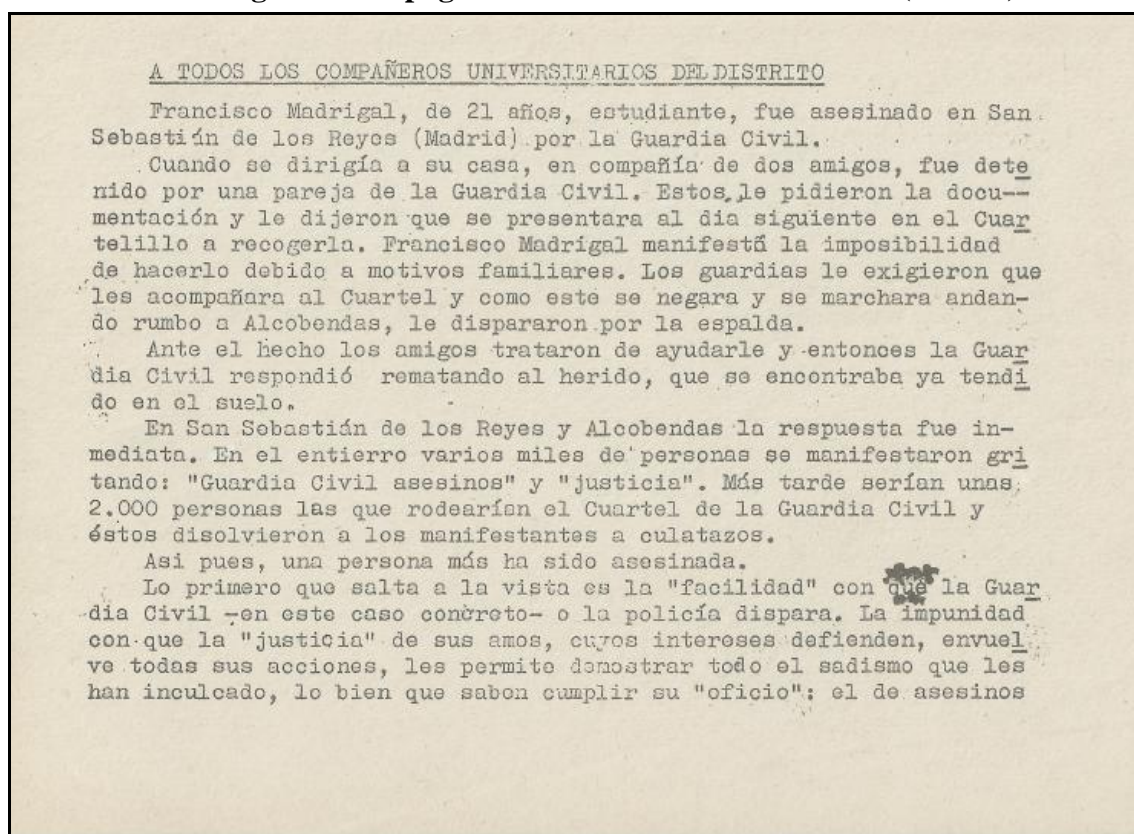 A TODOS LOS COMPAÑEROS UNIVERSITARIOS DEL DISTRITO
Francisco Madrigal, de 21 años, estudiante, fue asesinado en San
Sebastián de los Reyes (Madrid) por la Guardia Civil.
Cuando se dirigía a su casa, en compañía de dos amigos, fue dete
nido por una pareja de la Guardia Civil. Estos le pidieron la docu--
mentación y le dijeron que se presentara al dia siguiente en el Cuar
telillo a recogerla. Francisco Madrigal manifestó la imposibilidad
de hacerlo debido a motivos familiares. Los guardias le exigieron que
les acompañara al Cuartel y como este se negara y se marchara andan-
do rumbo a Alcobendas, le dispararon por la espalda.
Ante el hecho los amigos trataron de ayudarle y entonces la Guar
dia Civil respondió rematando al herido, que se encontraba ya tendi
do en el suelo.
En San Sebastián de los Reyes y Alcobendas la respuesta fue in-
mediata. En el entierro varios miles de personas se manifestaron gri
tando: "Guardia Civil asesinos" y "justicia". Más tarde serían unas
2.000 personas las que rodearían el Cuartel de la Guardia Civil y
éstos disolvieron a los manifestantes a culatazos.
Asi pues, una persona más ha sido asesinada.
Lo primero que salta a la vista es la "facilidad" con que la Guar
dia Civil -en este caso concreto- o la policía dispara. La impunidad
con que la "justicia" de sus amos, cuyos intereses defienden, envuel
ve todas sus acciones, les permite demostrar todo el sadismo que les
han inculcado, lo bien que saben cumplir su "oficio": el de asesinos